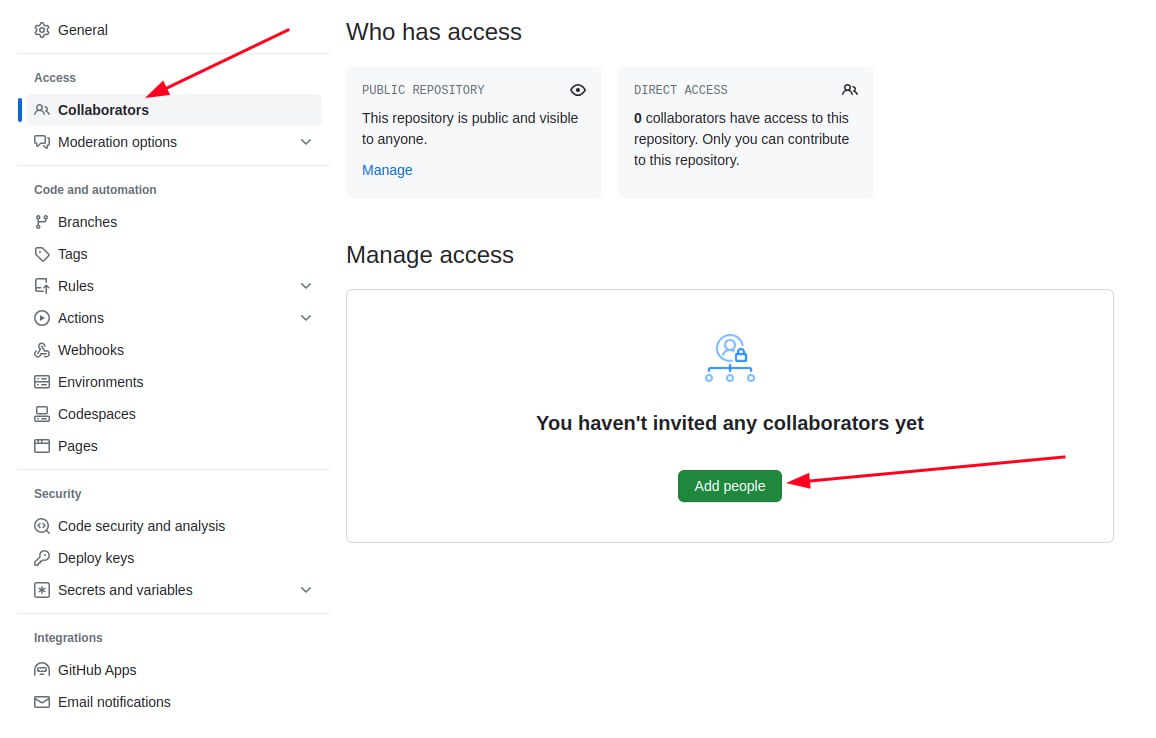 General
Access
Collaborators
Moderation options
Code and automation
Branches
Tags
Rules
Actions
Webhooks
Environments
Codespaces
Pages
Security
Code security and analysis
Deploy keys
Secrets and variables
Integrations
GitHub Apps
Email notifications
Who has access
PUBLIC REPOSITORY
This repository is public and visible
to anyone.
Manage
DIRECT ACCESS
0 collaborators have access to this
repository. Only you can contribute
to this repository.
Manage access
You haven't invited any collaborators yet
Add people